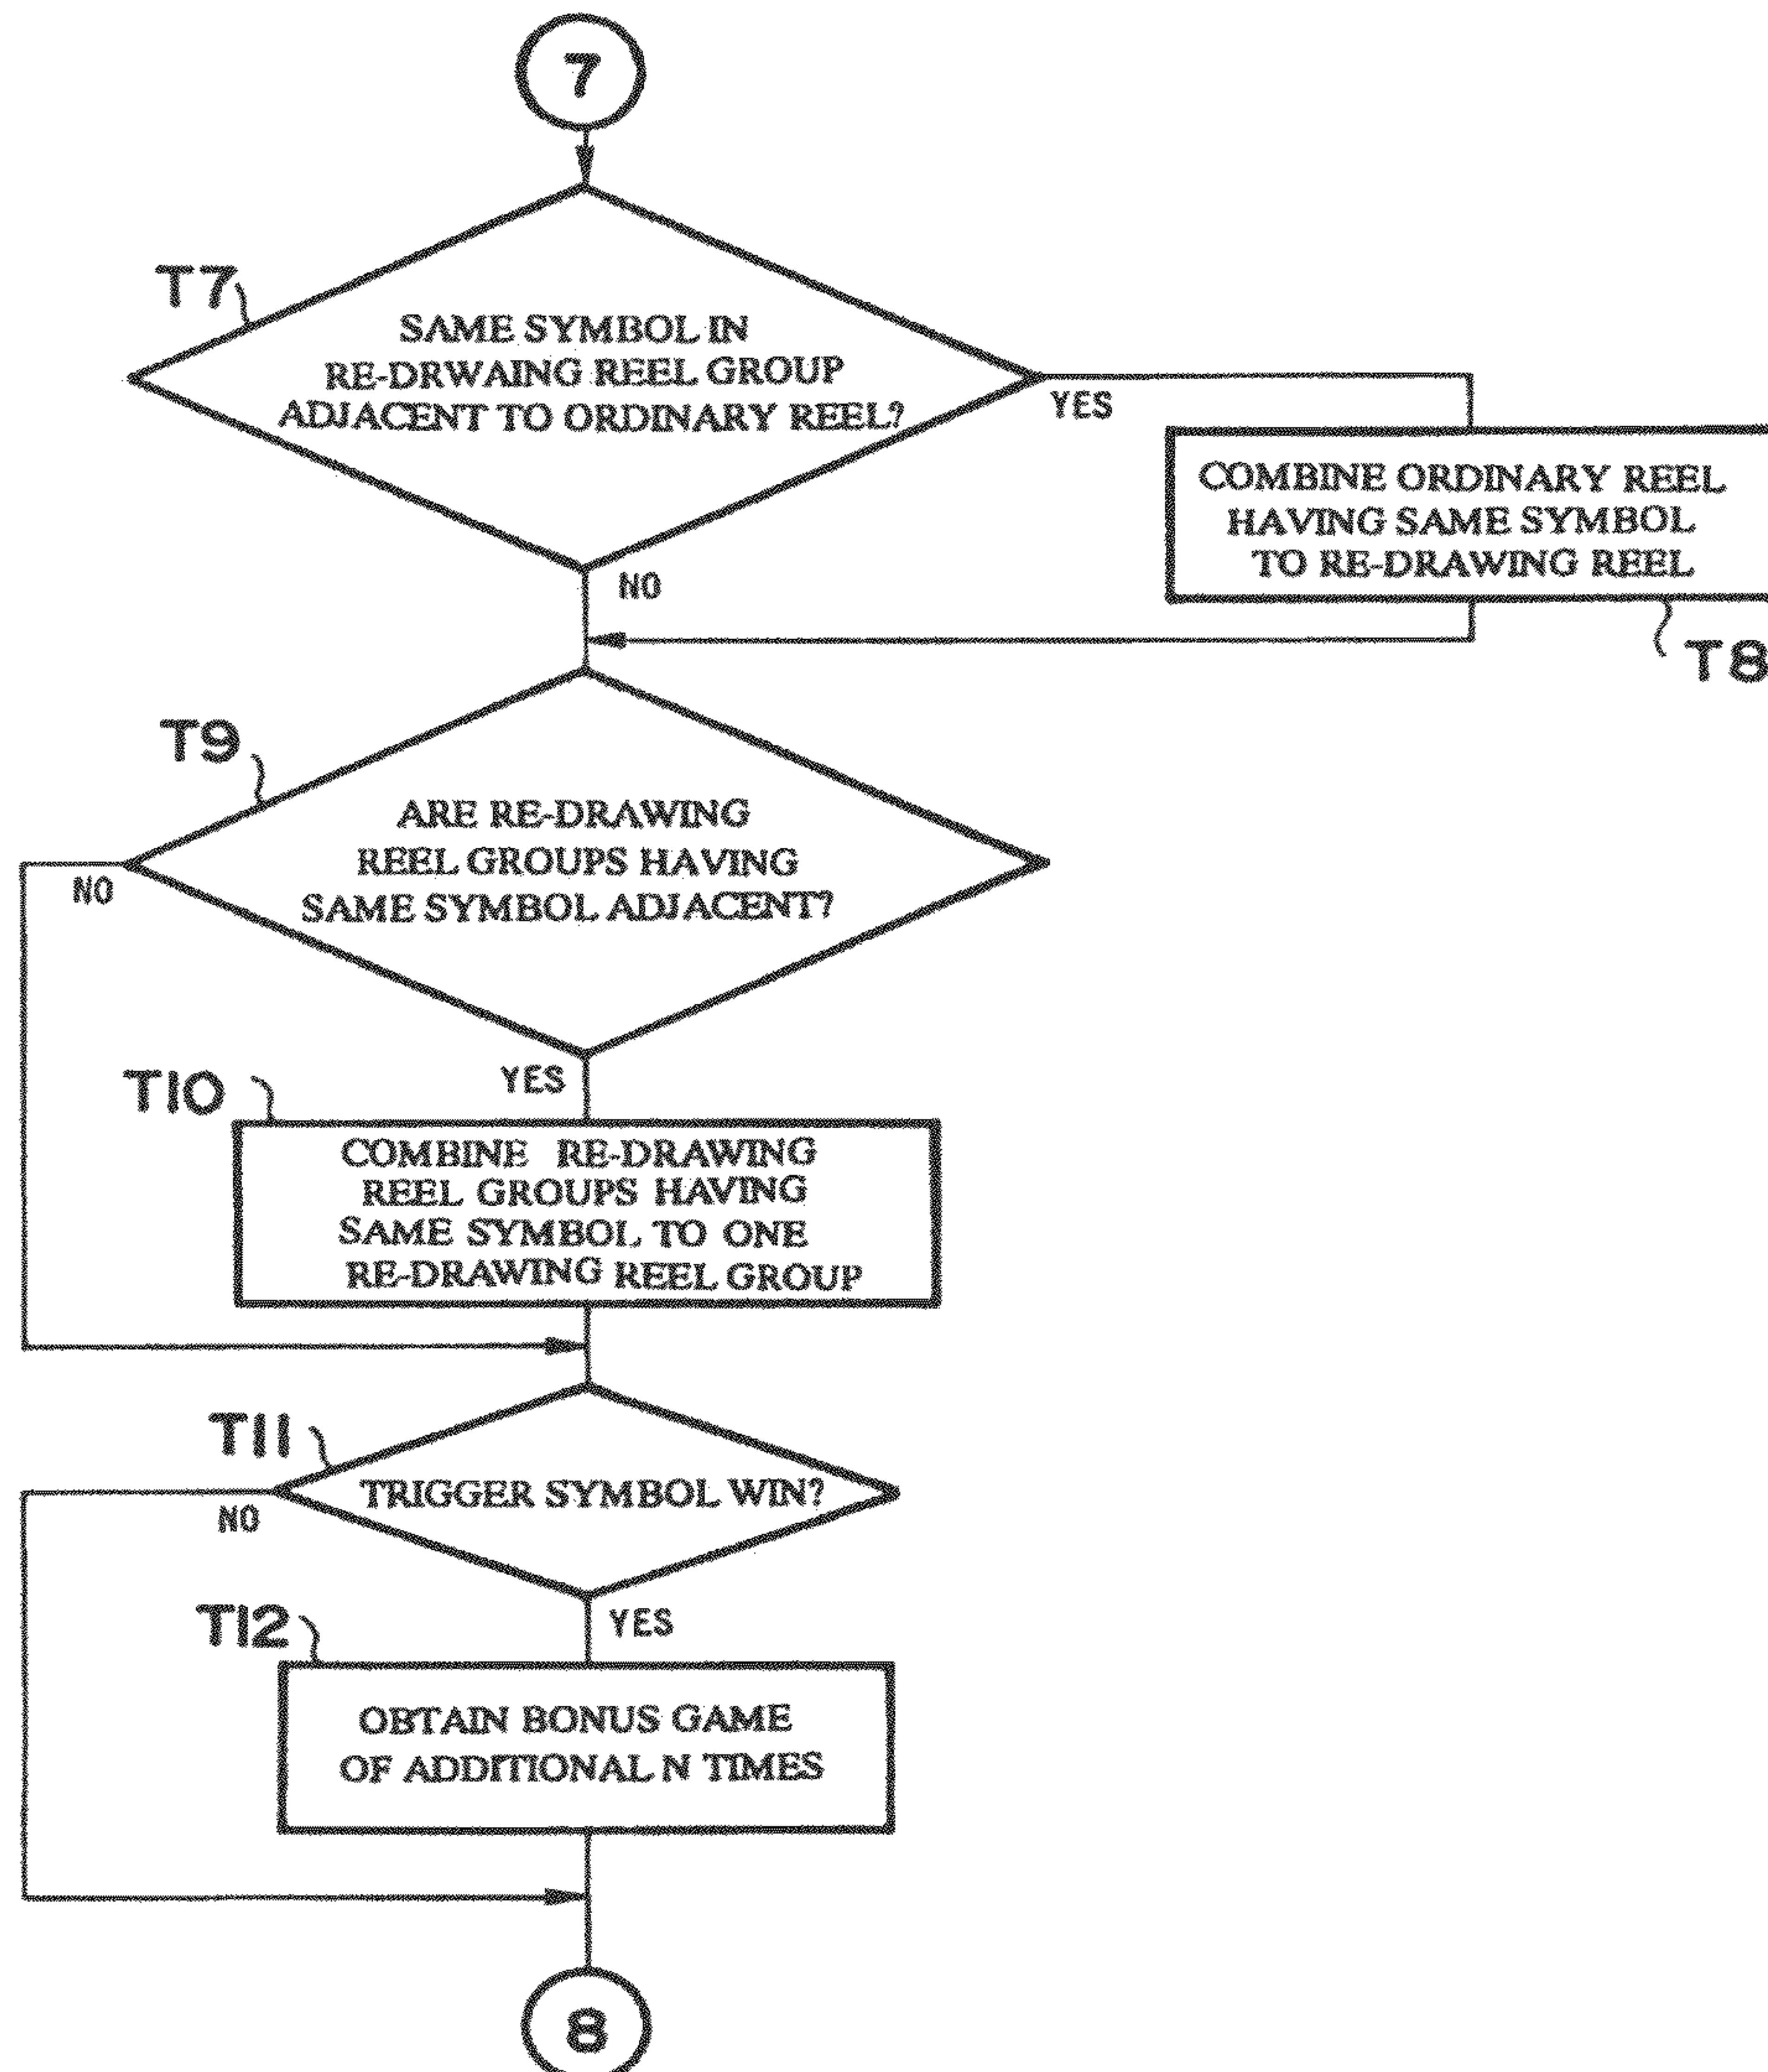 7
T7
SAME SYMBOL IN
RE-DRWAING REEL GROUP
ADJACENT TO ORDINARY REEL?
YES
NO
COMBINE ORDINARY REEL
HAVING SAME SYMBOL
TO RE-DRAWING REEL
T8
T9
ARE RE-DRAWING
REEL GROUPS HAVING
SAME SYMBOL ADJACENT?
NO
YES
T10
COMBINE RE-DRAWING
REEL GROUPS HAVING
SAME SYMBOL TO ONE
RE-DRAWING REEL GROUP
T11
TRIGGER SYMBOL WIN?
NO
YES
T12
OBTAIN BONUS GAME
OF ADDITIONAL N TIMES
8